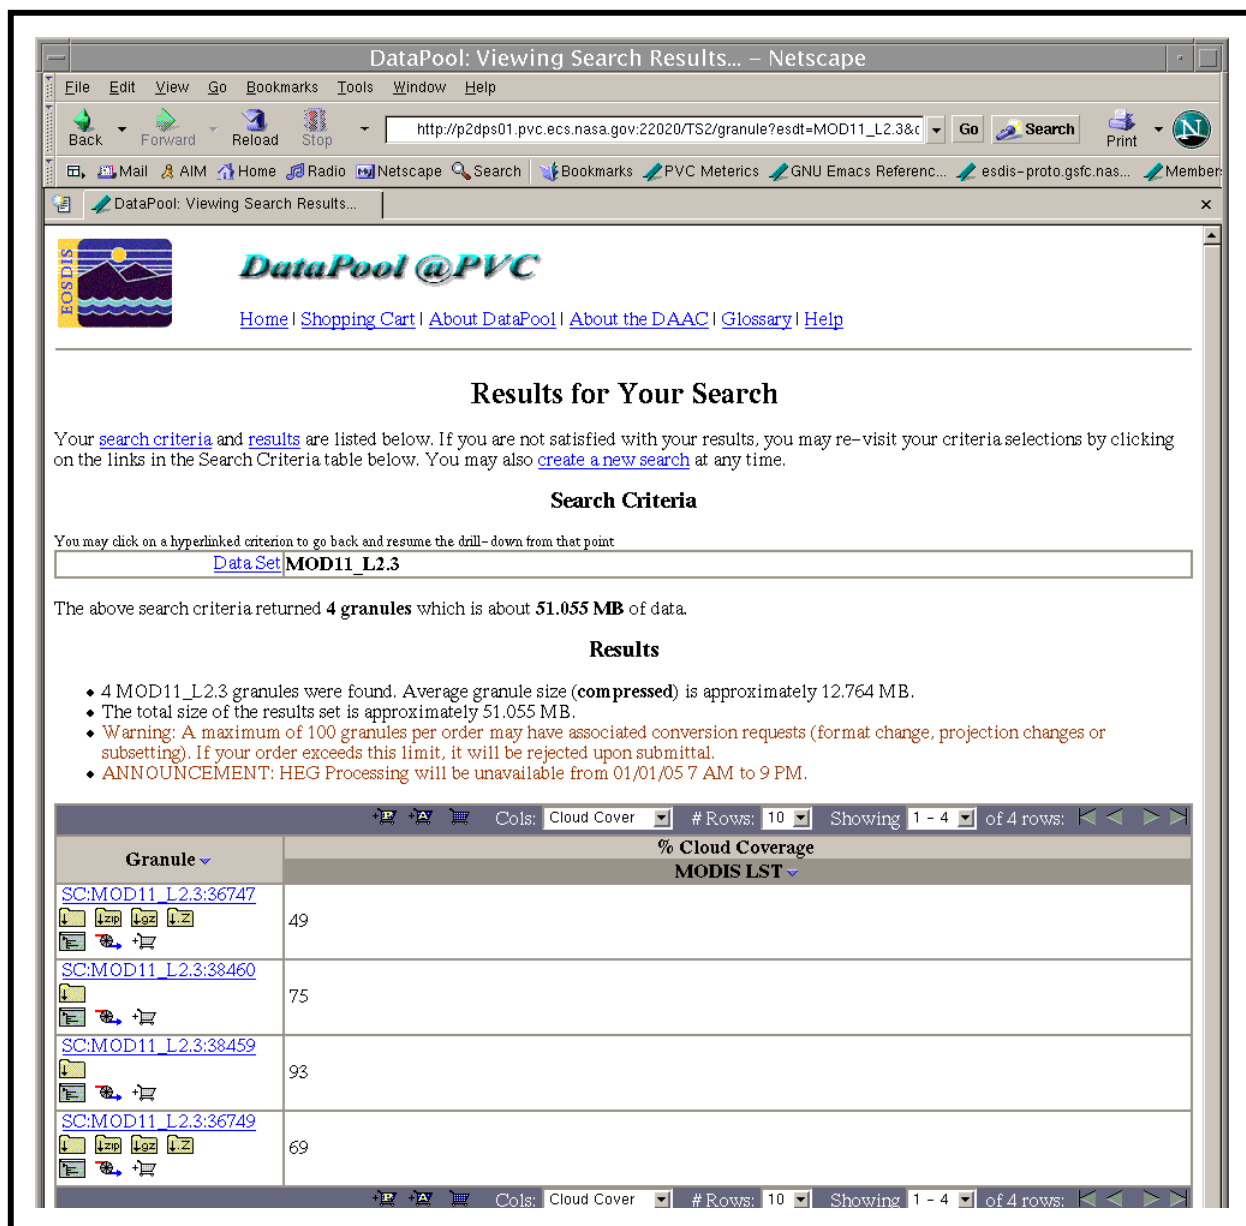 DataPool: Viewing Search Results... – Netscape
File Edit View Go Bookmarks Tools Window Help
Back Forward Reload Stop http://p2dps01.pvc.ecs.nasa.gov:22020/TS2/granule?esdt=MOD11_L2.3&c Go Search Print N
Mail AIM Home Radio Netscape Search Bookmarks PVC Meterics GNU Emacs Referenc... esdis-proto.gsfc.nas... Member
DataPool: Viewing Search Results...
EOSDIS
DataPool @PVC
Home | Shopping Cart | About DataPool | About the DAAC | Glossary | Help
Results for Your Search
Your search criteria and results are listed below. If you are not satisfied with your results, you may re-visit your criteria selections by clicking
on the links in the Search Criteria table below. You may also create a new search at any time.
Search Criteria
You may click on a hyperlinked criterion to go back and resume the drill-down from that point
Data Set MOD11_L2.3
The above search criteria returned 4 granules which is about 51.055 MB of data.
Results
4 MOD11_L2.3 granules were found. Average granule size (compressed) is approximately 12.764 MB.
The total size of the results set is approximately 51.055 MB.
Warning: A maximum of 100 granules per order may have associated conversion requests (format change, projection changes or
subsetting). If your order exceeds this limit, it will be rejected upon submittal.
ANNOUNCEMENT: HEG Processing will be unavailable from 01/01/05 7 AM to 9 PM.
+P +A Cols: Cloud Cover # Rows: 10 Showing 1 - 4 of 4 rows:
Granule
% Cloud Coverage
MODIS LST
SC:MOD11_L2.3:36747
zip gz .Z
49
SC:MOD11_L2.3:38460
75
SC:MOD11_L2.3:38459
93
SC:MOD11_L2.3:36749
zip gz .Z
69
+P +A Cols: Cloud Cover # Rows: 10 Showing 1 - 4 of 4 rows: